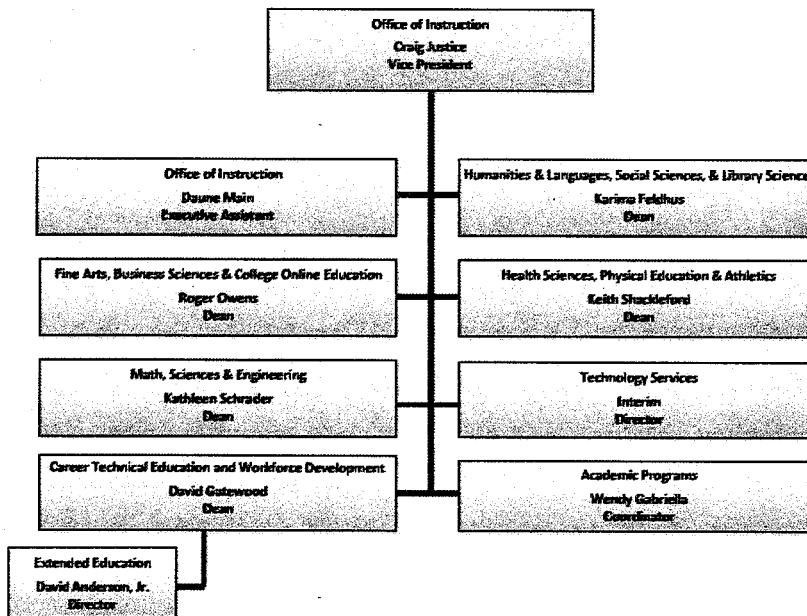 Office of Instruction
Craig Justice
Vice President
Office of Instruction
Daune Main
Executive Assistant
Humanities & Languages, Social Sciences, & Library Science
Karima Feldhus
Dean
Fine Arts, Business Sciences & College Online Education
Roger Owens
Dean
Health Sciences, Physical Education & Athletics
Keith Shackleford
Dean
Math, Sciences & Engineering
Kathleen Schrader
Dean
Technology Services
Interim
Director
Career Technical Education and Workforce Development
David Gatewood
Dean
Academic Programs
Wendy Gabriella
Coordinator
Extended Education
David Anderson, Jr.
Director